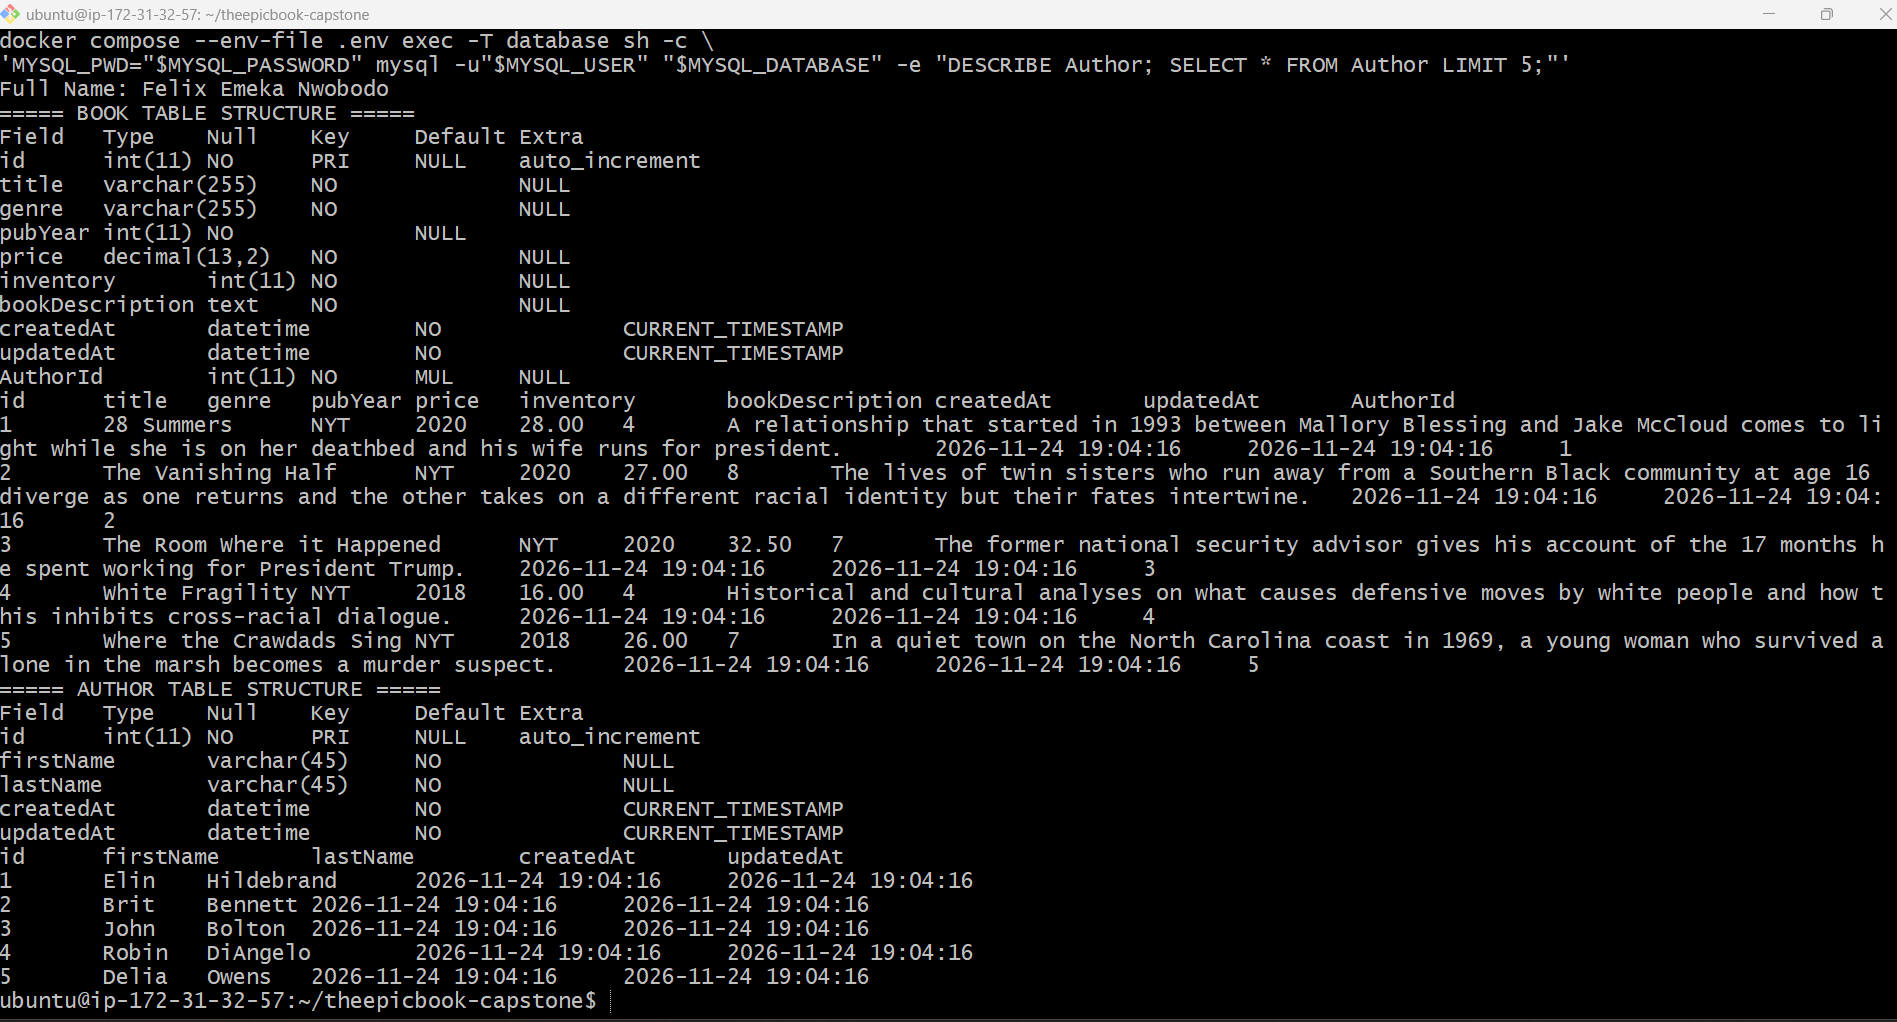 ubuntu@ip-172-31-32-57: ~/theepicbook-capstone
docker compose --env-file .env exec -T database sh -c \
'MYSQL_PWD="$MYSQL_PASSWORD" mysql -u"$MYSQL_USER" "$MYSQL_DATABASE" -e "DESCRIBE Author; SELECT * FROM Author LIMIT 5;"'
Full Name: Felix Emeka Nwobodo
===== BOOK TABLE STRUCTURE =====
Field   Type    Null    Key     Default Extra
id      int(11) NO      PRI     NULL    auto_increment
title   varchar(255)    NO              NULL
genre   varchar(255)    NO              NULL
pubYear int(11) NO              NULL
price   decimal(13,2)   NO              NULL
inventory       int(11) NO              NULL
bookDescription text    NO              NULL
createdAt       datetime        NO              CURRENT_TIMESTAMP
updatedAt       datetime        NO              CURRENT_TIMESTAMP
AuthorId        int(11) NO      MUL     NULL
id      title   genre   pubYear price   inventory       bookDescription createdAt       updatedAt       AuthorId
1       28 Summers      NYT     2020    28.00   4       A relationship that started in 1993 between Mallory Blessing and Jake McCloud comes to li
ght while she is on her deathbed and his wife runs for president.       2026-11-24 19:04:16     2026-11-24 19:04:16     1
2       The Vanishing Half      NYT     2020    27.00   8       The lives of twin sisters who run away from a Southern Black community at age 16
diverge as one returns and the other takes on a different racial identity but their fates intertwine.   2026-11-24 19:04:16     2026-11-24 19:04:
16      2
3       The Room Where it Happened      NYT     2020    32.50   7       The former national security advisor gives his account of the 17 months h
e spent working for President Trump.    2026-11-24 19:04:16     2026-11-24 19:04:16     3
4       White Fragility NYT     2018    16.00   4       Historical and cultural analyses on what causes defensive moves by white people and how t
his inhibits cross-racial dialogue.     2026-11-24 19:04:16     2026-11-24 19:04:16     4
5       Where the Crawdads Sing NYT     2018    26.00   7       In a quiet town on the North Carolina coast in 1969, a young woman who survived a
lone in the marsh becomes a murder suspect.     2026-11-24 19:04:16     2026-11-24 19:04:16     5
===== AUTHOR TABLE STRUCTURE =====
Field   Type    Null    Key     Default Extra
id      int(11) NO      PRI     NULL    auto_increment
firstName       varchar(45)     NO              NULL
lastName        varchar(45)     NO              NULL
createdAt       datetime        NO              CURRENT_TIMESTAMP
updatedAt       datetime        NO              CURRENT_TIMESTAMP
id      firstName       lastName        createdAt       updatedAt
1       Elin    Hildebrand      2026-11-24 19:04:16     2026-11-24 19:04:16
2       Brit    Bennett 2026-11-24 19:04:16     2026-11-24 19:04:16
3       John    Bolton  2026-11-24 19:04:16     2026-11-24 19:04:16
4       Robin   DiAngelo        2026-11-24 19:04:16     2026-11-24 19:04:16
5       Delia   Owens   2026-11-24 19:04:16     2026-11-24 19:04:16
ubuntu@ip-172-31-32-57:~/theepicbook-capstone$